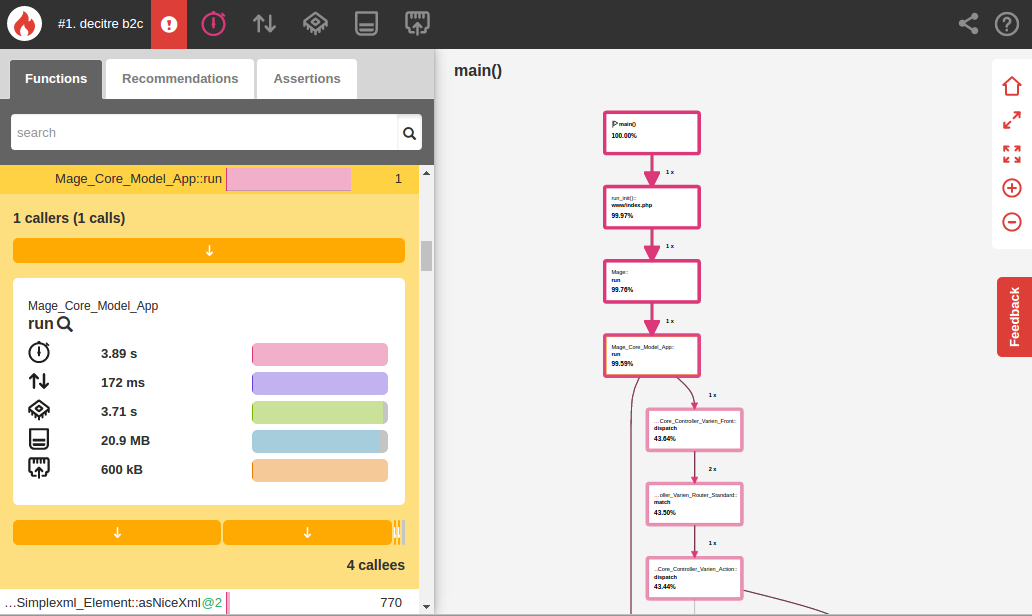 #1. decitre b2c
Functions
Recommendations
Assertions
search
Mage_Core_Model_App::run
1
1 callers (1 calls)
Mage_Core_Model_App
run
3.89 s
172 ms
3.71 s
20.9 MB
600 kB
4 callees
...Simplexml_Element::asNiceXml@2
770
main()
main()
100.00%
1 x
run_init()::
www/index.php
99.97%
1 x
Mage::
run
99.76%
1 x
Mage_Core_Model_App::
run
99.59%
1 x
...Core_Controller_Varien_Front::
dispatch
43.64%
2 x
...oller_Varien_Router_Standard::
match
43.50%
1 x
...Core_Controller_Varien_Action::
dispatch
43.44%
Feedback